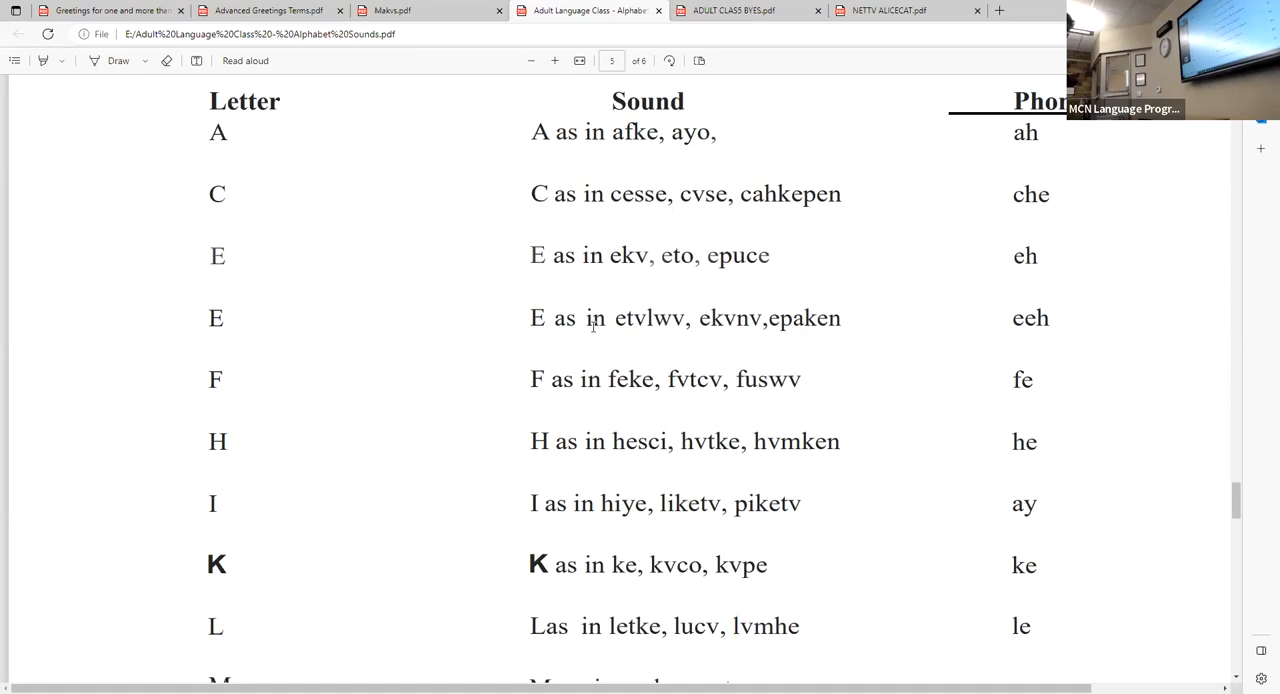 Greetings for one and more than
Advanced Greetings Terms.pdf
Makvs.pdf
Adult Language Class - Alphabe
ADULT CLAS5 BYES.pdf
NETTV ALICECAT.pdf
File E:/Adult%20Language%20Class%20-%20Alphabet%20Sounds.pdf
Draw Read aloud 5 of 6
MCN Language Progr...
Letter Sound
A A as in afke, ayo, ah
C C as in cesse, cvse, cahkepen che
E E as in ekv, eto, epuce eh
E E as in etvlwv, ekvnv,epaken eeh
F F as in feke, fvtcv, fuswv fe
H H as in hesci, hvtke, hvmken he
I I as in hiye, liketv, piketv ay
K K as in ke, kvco, kvpe ke
L Las in letke, lucv, lvmhe le